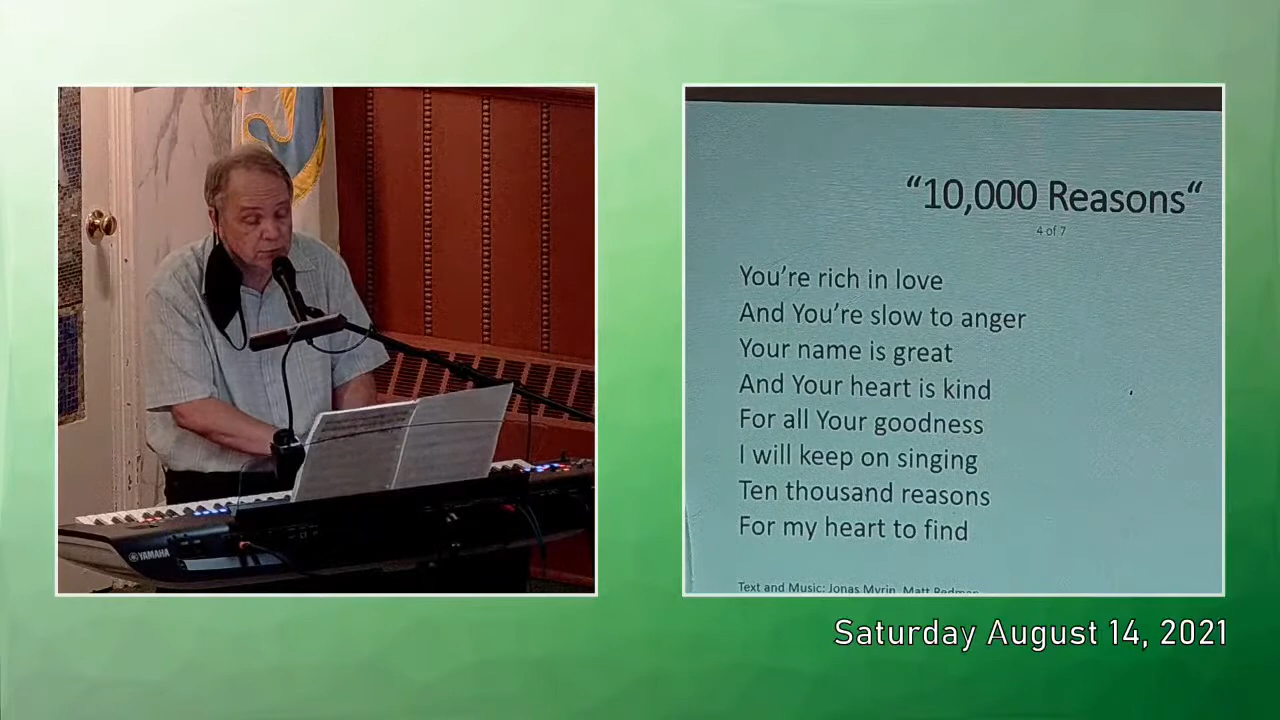 “10,000 Reasons“
4 of 7
You’re rich in love
And You’re slow to anger
Your name is great
And Your heart is kind
For all Your goodness
I will keep on singing
Ten thousand reasons
For my heart to find
Text and Music: Jonas Myrin, Matt Redman
YAMAHA
Saturday August 14, 2021